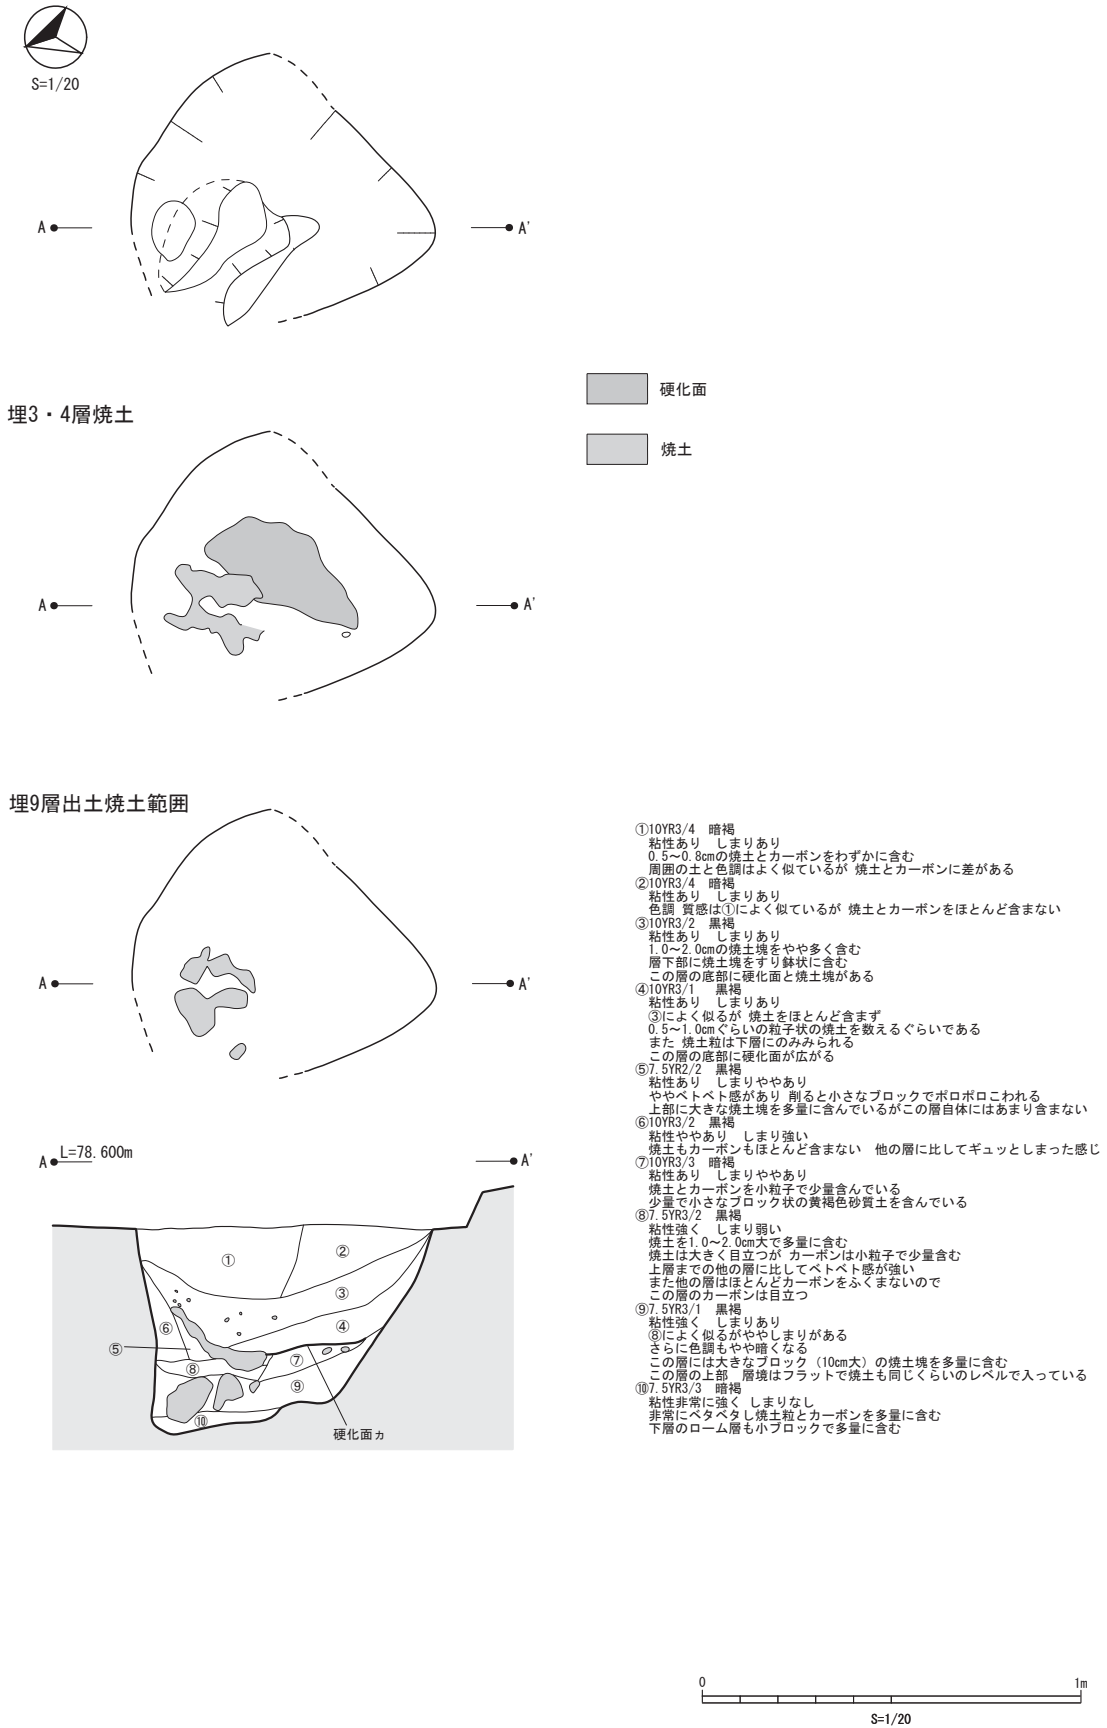 S=1/20
A
A'
硬化面
埋3・4層焼土
焼土
A
A'
埋9層出土焼土範囲
A
A'
①10YR3/4 暗褐
粘性あり しまりあり
0.5～0.8cmの焼土とカーボンをわずかに含む
周囲の土と色調はよく似ているが 焼土とカーボンに差がある
②10YR3/4 暗褐
粘性あり しまりあり
色調 質感は①によく似ているが 焼土とカーボンをほとんど含まない
③10YR3/2 黒褐
粘性あり しまりあり
1.0～2.0cmの焼土塊をやや多く含む
層下部に焼土塊をすり鉢状に含む
この層の底部に硬化面と焼土塊がある
④10YR3/1 黒褐
粘性あり しまりあり
③によく似るが 焼土をほとんど含まず
0.5～1.0cmぐらいの粒子状の焼土を数えるぐらいである
また 焼土粒は下層にのみみられる
この層の底部に硬化面が広がる
⑤7.5YR2/2 黒褐
粘性あり しまりややあり
ややベトベト感があり 削ると小さなブロックでボロボロこわれる
上部に大きな焼土塊を多量に含んでいるがこの層自体にはあまり含まない
⑥10YR3/2 黒褐
粘性ややあり しまり強い
焼土もカーボンもほとんど含まない 他の層に比してギュッとしまった感じ
⑦10YR3/3 暗褐
粘性あり しまりややあり
焼土とカーボンを小粒子で少量含んでいる
少量で小さなブロック状の黄褐色砂質土を含んでいる
⑧7.5YR3/2 黒褐
粘性強く しまり弱い
焼土を1.0～2.0cm大で多量に含む
焼土は大きく目立つが カーボンは小粒子で少量含む
上層までの他の層に比してベトベト感が強い
また他の層はほとんどカーボンをふくまないので
この層のカーボンは目立つ
⑨7.5YR3/1 黒褐
粘性強く しまりあり
⑧によく似るがややしまりがある
さらに色調もやや暗くなる
この層には大きなブロック（10cm大）の焼土塊を多量に含む
この層の上部 層境はフラットで焼土も同じくらいのレベルで入っている
⑩7.5YR3/3 暗褐
粘性非常に強く しまりなし
非常にベタベタし焼土粒とカーボンを多量に含む
下層のローム層も小ブロックで多量に含む
A
L=78.600m
A'
①
②
③
④
⑥
⑤
⑦
⑧
⑨
⑩
硬化面ヵ
0
1m
S=1/20